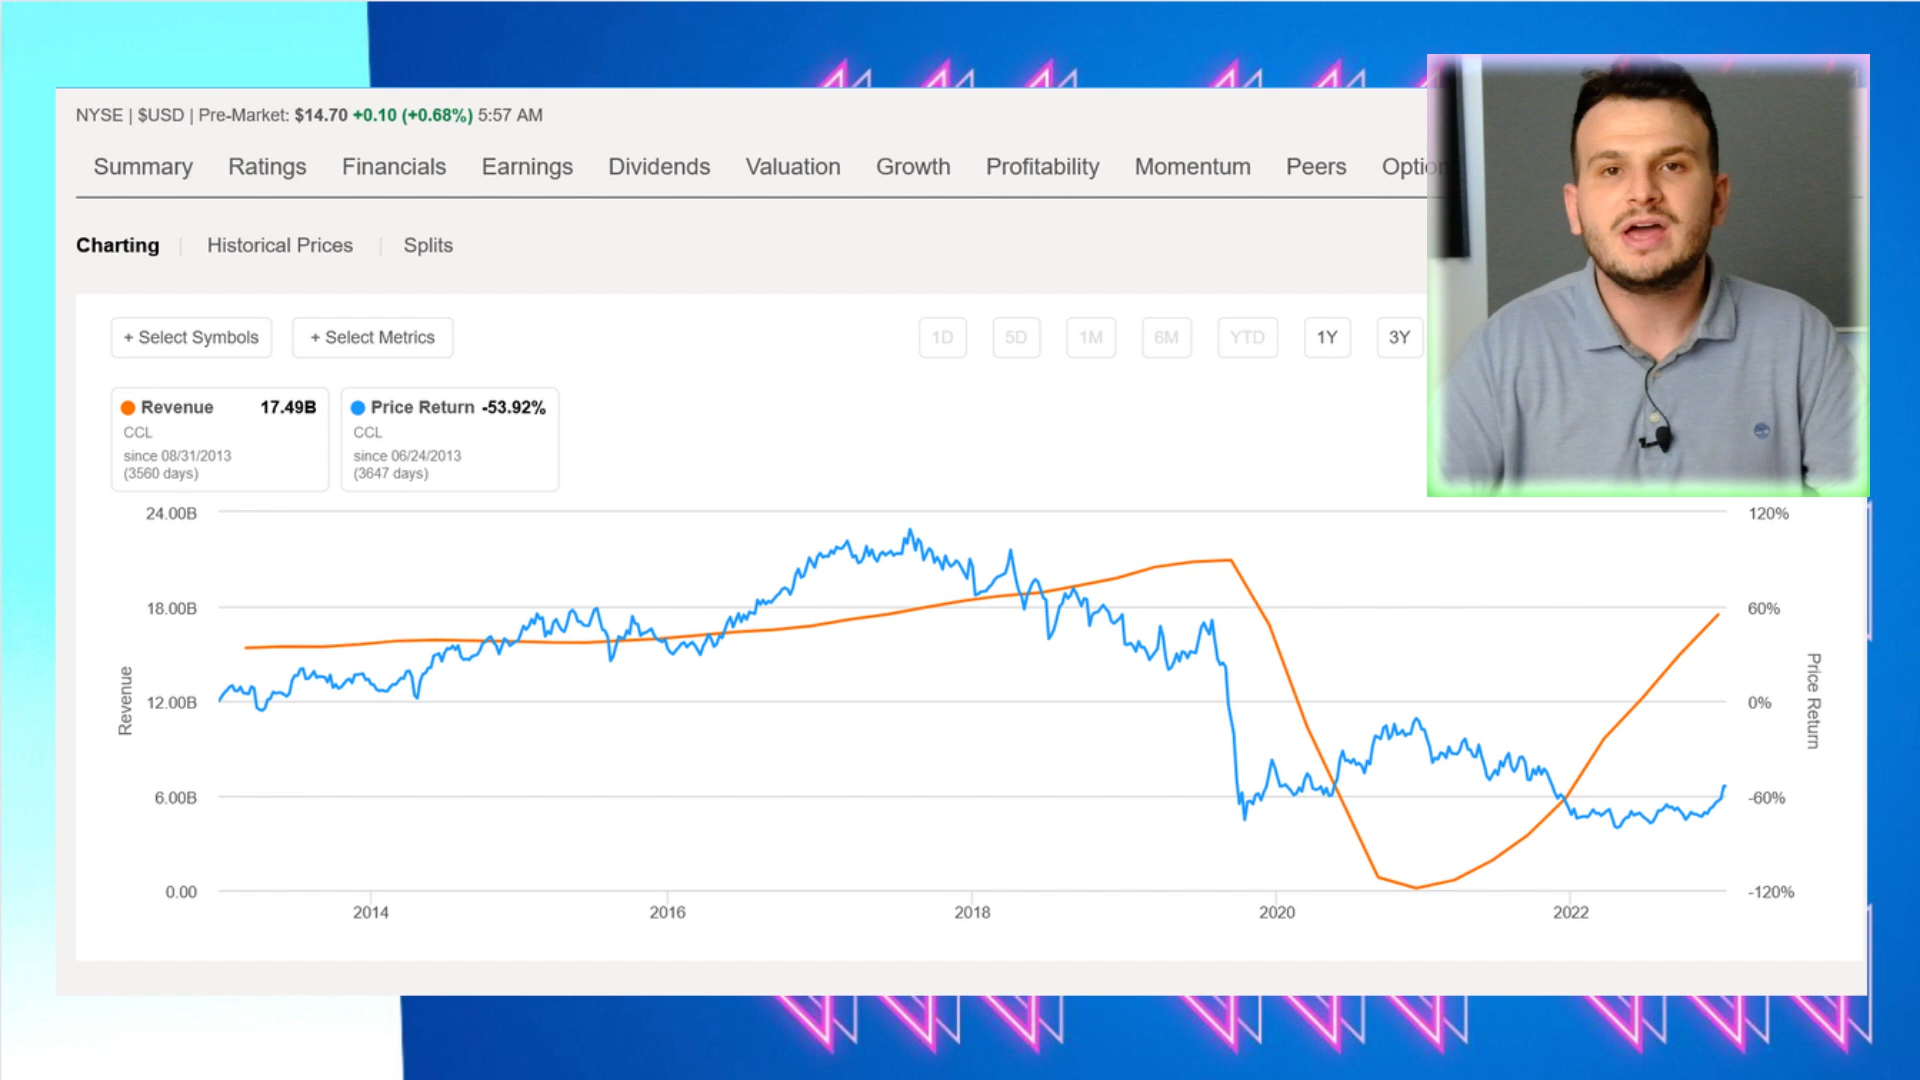 NYSE | $USD | Pre-Market: $14.70 +0.10 (+0.68%) 5:57 AM
Summary Ratings Financials Earnings Dividends Valuation Growth Profitability Momentum Peers
Charting | Historical Prices | Splits
+ Select Symbols + Select Metrics 1D 5D 1M 6M YTD 1Y 3Y
Revenue 17.49B
CCL
since 08/31/2013
(3560 days)
Price Return -53.92%
CCL
since 06/24/2013
(3647 days)
24.00B
18.00B
12.00B
6.00B
0.00
Revenue
120%
60%
0%
-60%
-120%
Price Return
2014 2016 2018 2020 2022